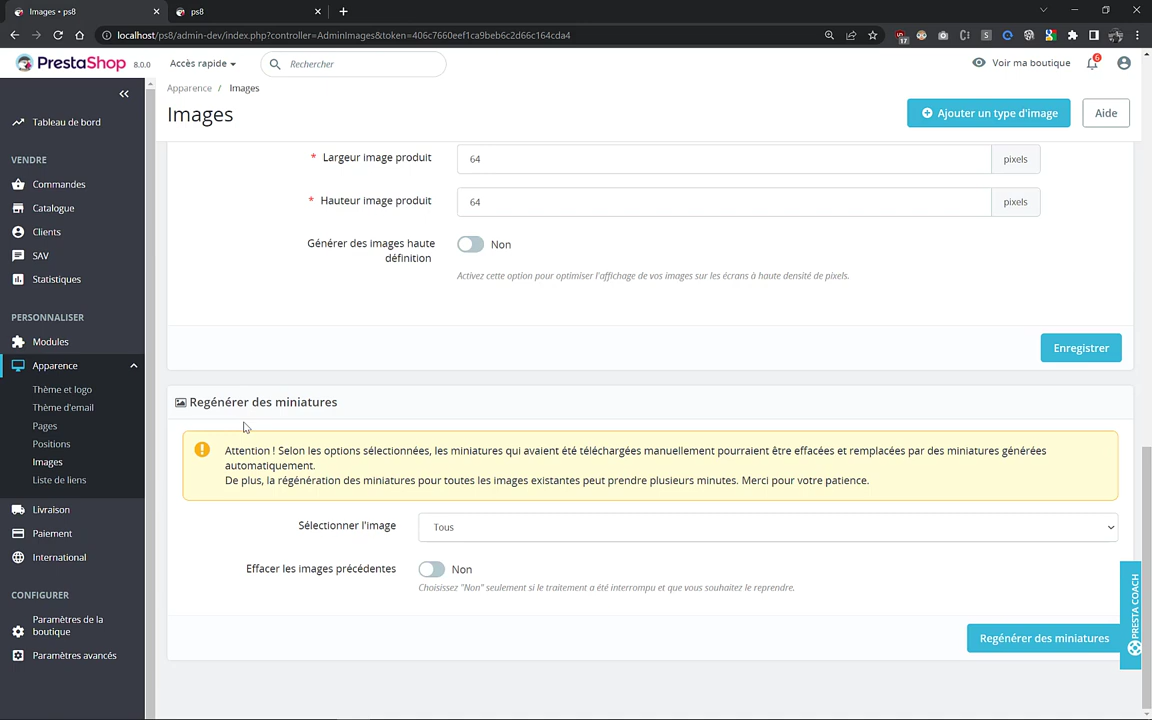 Images • ps8
ps8
localhost/ps8/admin-dev/index.php?controller=AdminImages&token=406c7660eef1ca9beb6c2d66c164cda4
17
PrestaShop 8.0.0
Accès rapide
Rechercher
Voir ma boutique
6
Apparence / Images
Images
Ajouter un type d'image
Aide
Tableau de bord
VENDRE
Commandes
Catalogue
Clients
SAV
Statistiques
PERSONNALISER
Modules
Apparence
Thème et logo
Thème d'email
Pages
Positions
Images
Liste de liens
Livraison
Paiement
International
CONFIGURER
Paramètres de la
boutique
Paramètres avancés
* Largeur image produit
64
pixels
* Hauteur image produit
64
pixels
Générer des images haute
définition
Non
Activez cette option pour optimiser l'affichage de vos images sur les écrans à haute densité de pixels.
Enregistrer
Regénérer des miniatures
Attention ! Selon les options sélectionnées, les miniatures qui avaient été téléchargées manuellement pourraient être effacées et remplacées par des miniatures générées
automatiquement.
De plus, la régénération des miniatures pour toutes les images existantes peut prendre plusieurs minutes. Merci pour votre patience.
Sélectionner l'image
Tous
Effacer les images précédentes
Non
Choisissez "Non" seulement si le traitement a été interrompu et que vous souhaitez le reprendre.
Regénérer des miniatures
PRESTA COACH